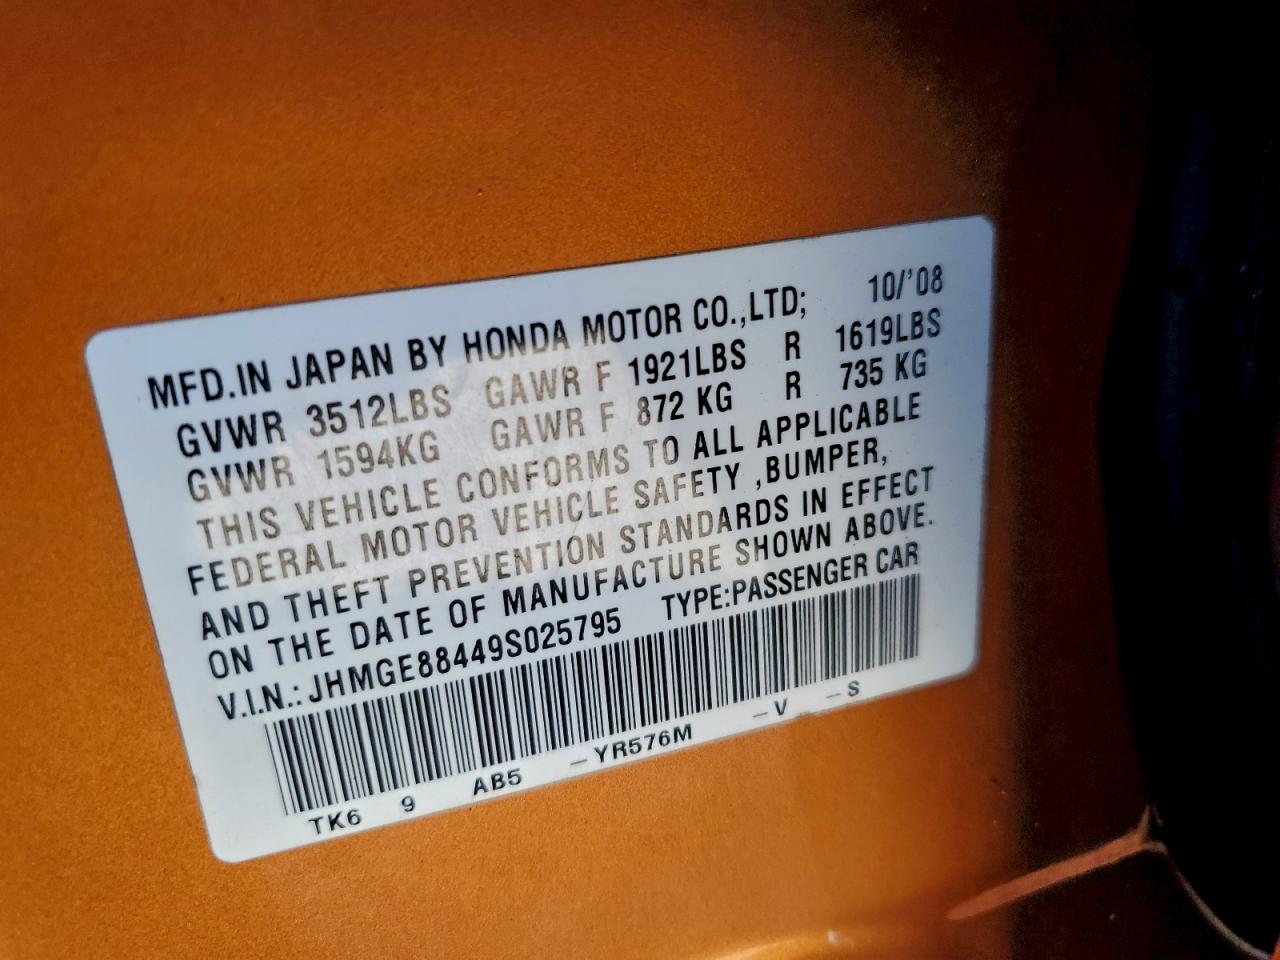 MFD.IN JAPAN BY HONDA MOTOR CO.,LTD; 10/'08
GVWR 3512LBS GAWR F 1921LBS R 1619LBS
GVWR 1594KG GAWR F 872 KG R 735 KG
THIS VEHICLE CONFORMS TO ALL APPLICABLE
FEDERAL MOTOR VEHICLE SAFETY ,BUMPER,
AND THEFT PREVENTION STANDARDS IN EFFECT
ON THE DATE OF MANUFACTURE SHOWN ABOVE.
V.I.N.: JHMGE88449S025795 TYPE:PASSENGER CAR
TK6 9 AB5 –YR576M –V –S